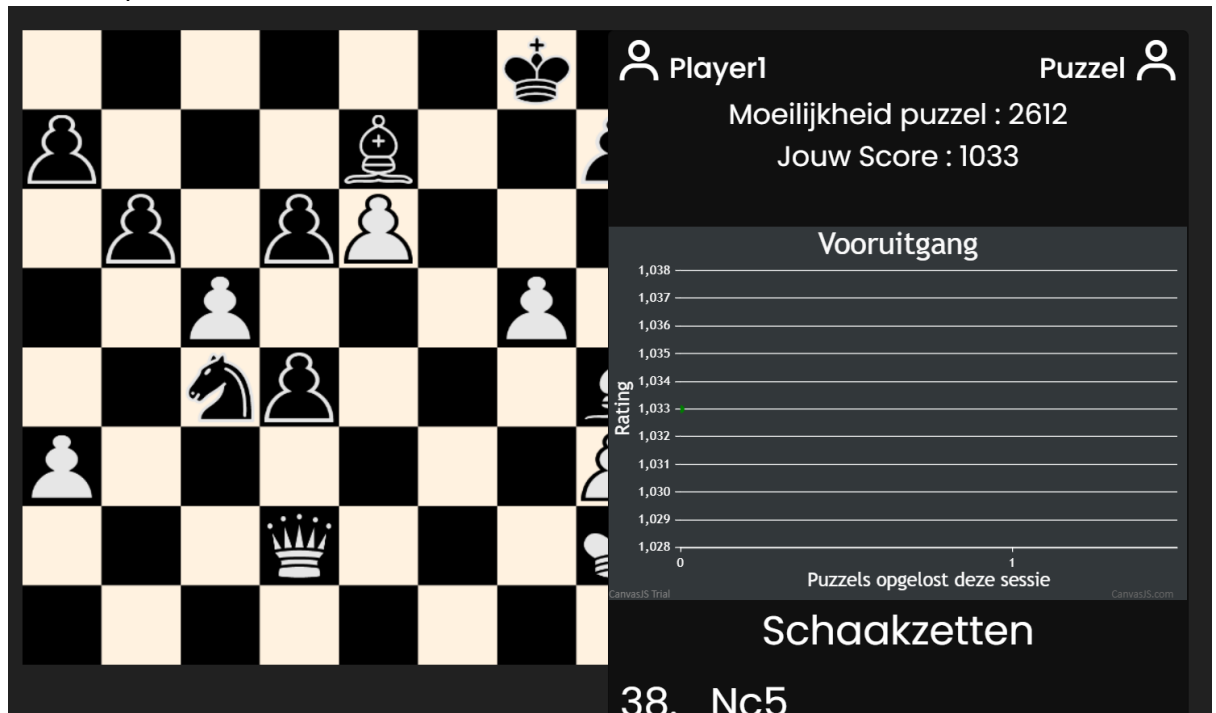 Player1
Puzzel
Moeilijkheid puzzel : 2612
Jouw Score : 1033
Vooruitgang
1,038
1,037
1,036
1,035
1,034
1,033
1,032
1,031
1,030
1,029
1,028
Rating
0
1
Puzzels opgelost deze sessie
CanvasJS Trial
CanvasJS.com
Schaakzetten
38. Nc5